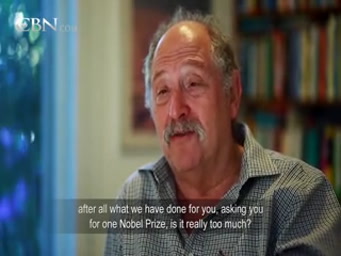 CBN.COM
after all what we have done for you, asking you
for one Nobel Prize, is it really too much?